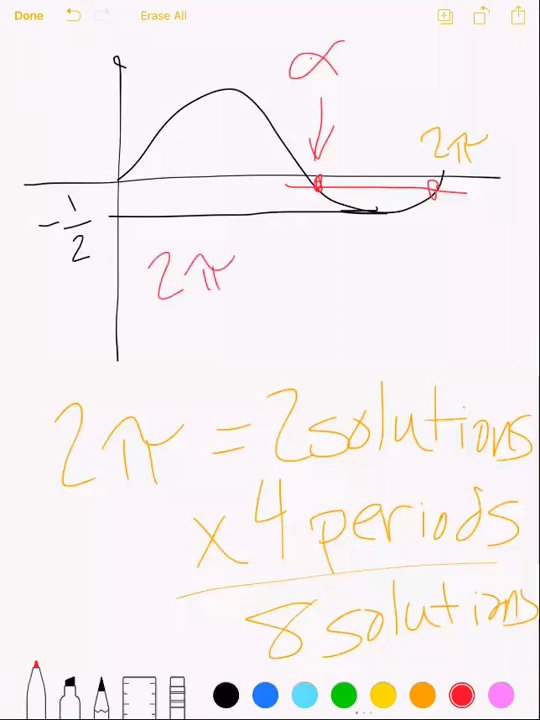 Done
Erase All
α
2π
-1/2
2π
2π = 2 solutions
x 4 periods
8 solutions